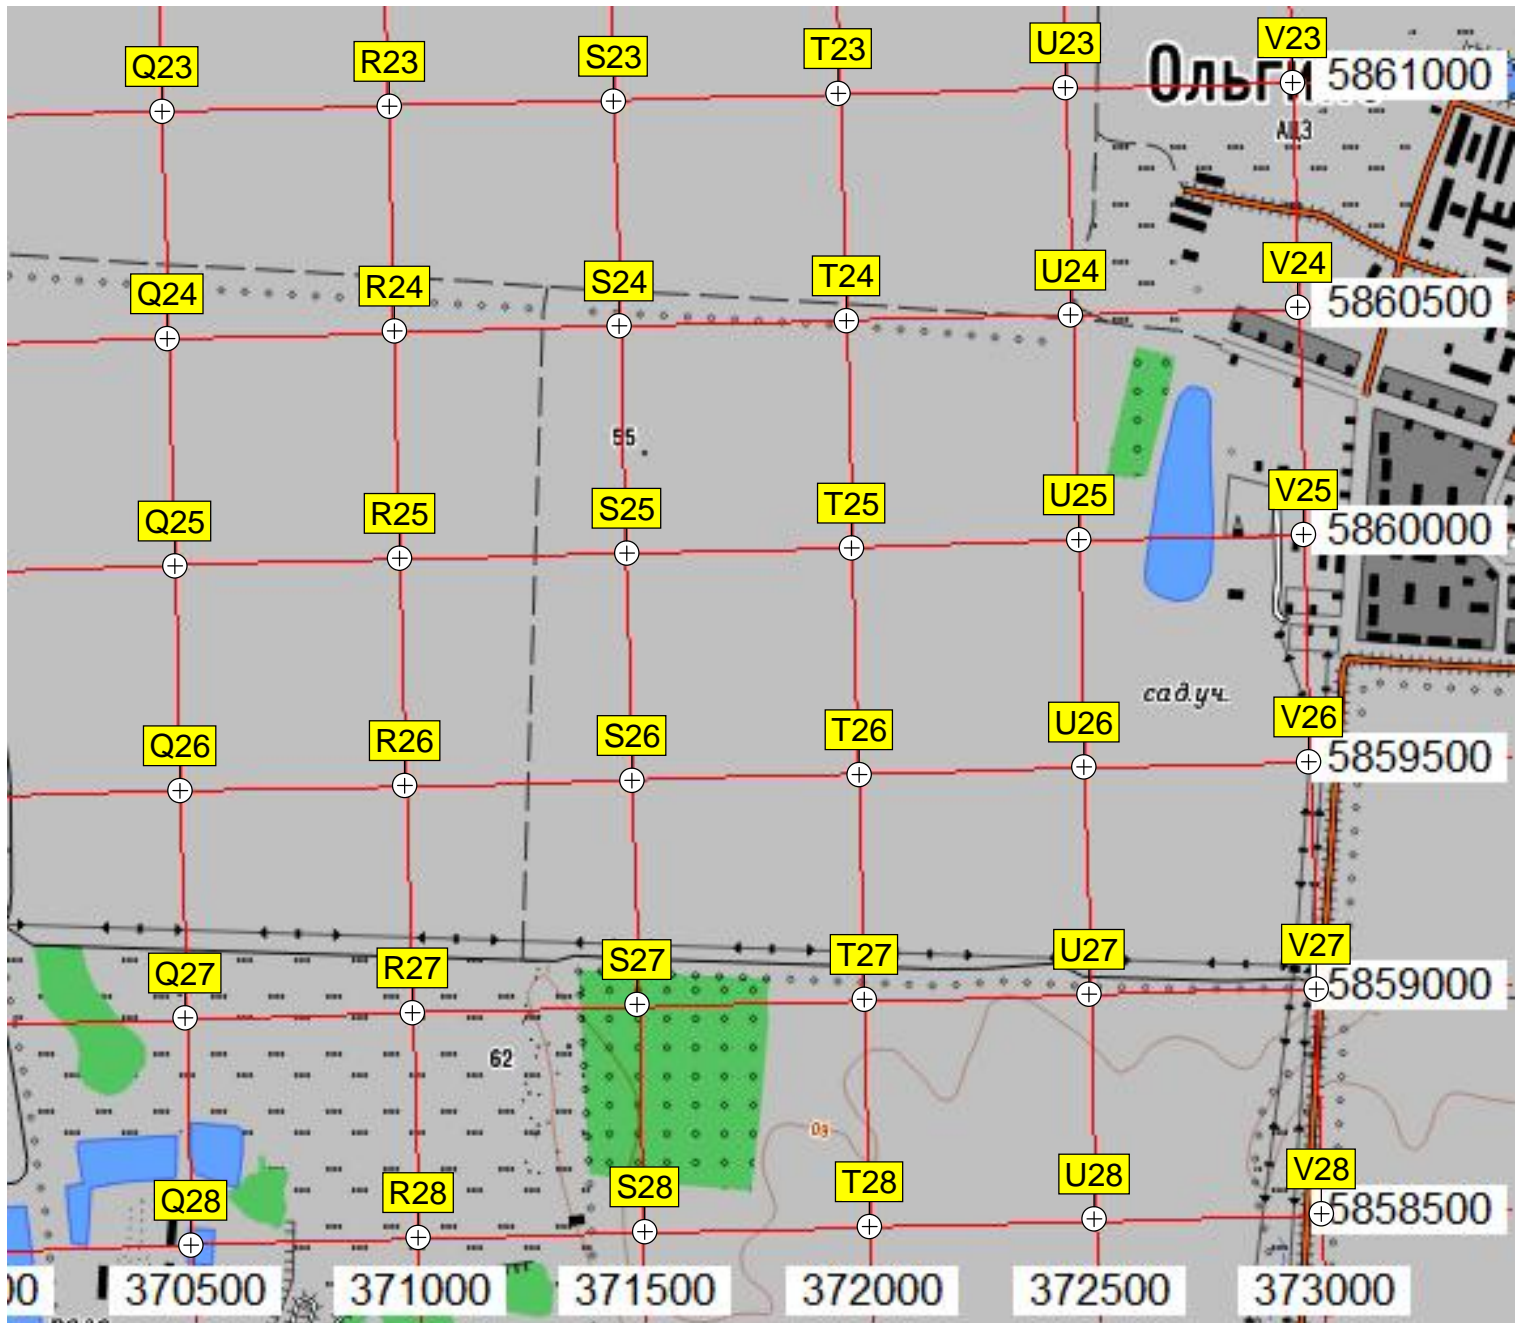 Q23 R23 S23 T23 U23 V23
5861000
АЦЗ
Q24 R24 S24 T24 U24 V24
5860500
55
Q25 R25 S25 T25 U25 V25
5860000
сад.уч.
Q26 R26 S26 T26 U26 V26
5859500
Q27 R27 S27 T27 U27 V27
5859000
62
Q28 R28 S28 T28 U28 V28
5858500
370500 371000 371500 372000 372500 373000